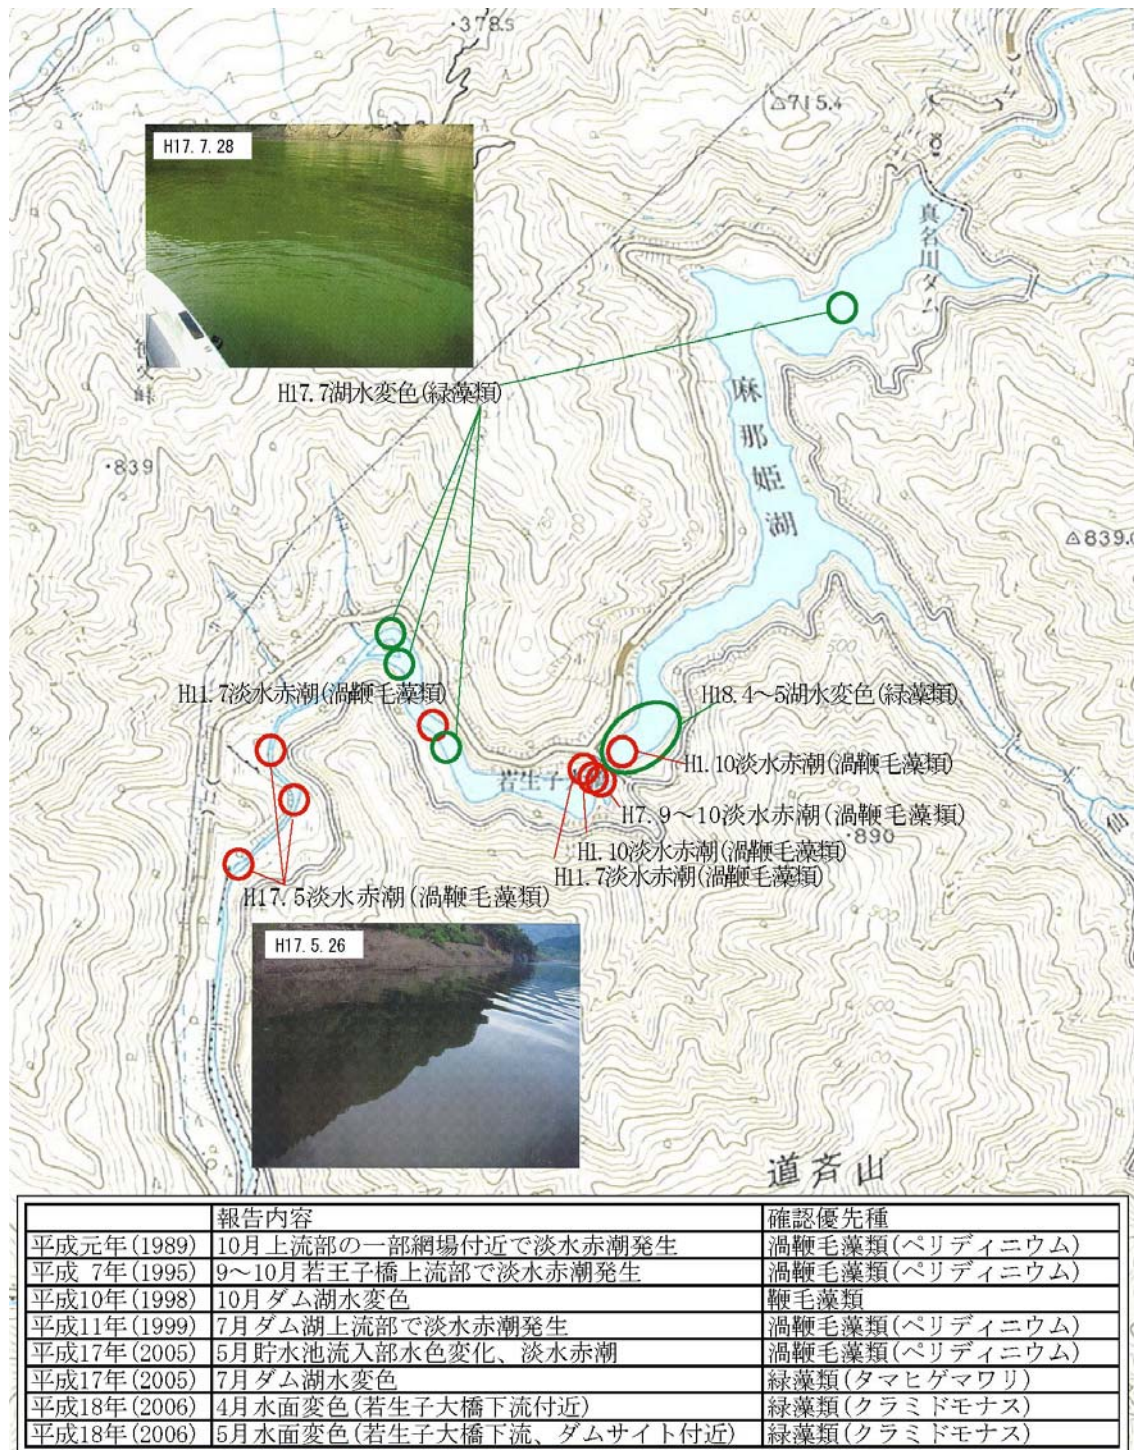 ・378.5
600
△715.4
H17.7.28
真名川ダム
H17.7湖水変色(緑藻類)
麻那姫湖
・839
△839.
500
H11.7淡水赤潮(渦鞭毛藻類)
H18.4～5湖水変色(緑藻類)
H1.10淡水赤潮(渦鞭毛藻類)
若生子
H7.9～10淡水赤潮(渦鞭毛藻類)
・890
仙
H1.10淡水赤潮(渦鞭毛藻類)
H11.7淡水赤潮(渦鞭毛藻類)
H17.5淡水赤潮(渦鞭毛藻類)
H17.5.26
道斉山
報告内容 確認優先種
平成元年(1989) 10月上流部の一部網場付近で淡水赤潮発生 渦鞭毛藻類(ペリディニウム)
平成 7年(1995) 9～10月若王子橋上流部で淡水赤潮発生 渦鞭毛藻類(ペリディニウム)
平成10年(1998) 10月ダム湖水変色 鞭毛藻類
平成11年(1999) 7月ダム湖上流部で淡水赤潮発生 渦鞭毛藻類(ペリディニウム)
平成17年(2005) 5月貯水池流入部水色変化、淡水赤潮 渦鞭毛藻類(ペリディニウム)
平成17年(2005) 7月ダム湖水変色 緑藻類(タマヒゲマワリ)
平成18年(2006) 4月水面変色(若生子大橋下流付近) 緑藻類(クラミドモナス)
平成18年(2006) 5月水面変色(若生子大橋下流、ダムサイト付近) 緑藻類(クラミドモナス)